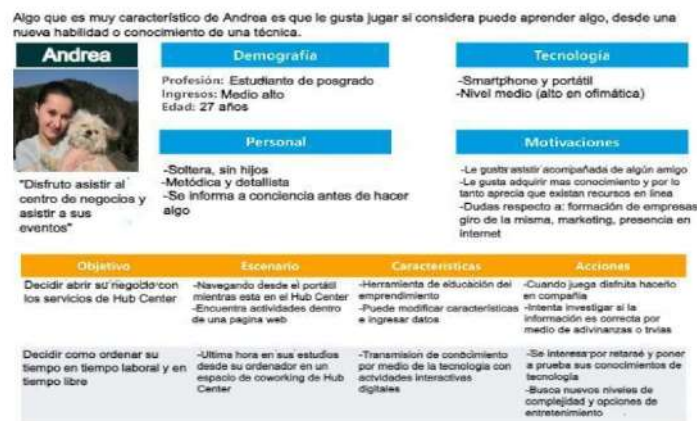 Algo que es muy característico de Andrea es que le gusta jugar si considera puede aprender algo, desde una
nueva habilidad o conocimiento de una técnica.
Andrea
"Disfruto asistir al
centro de negocios y
asistir a sus
eventos"
Demografía
Profesión: Estudiante de posgrado
Ingresos: Medio alto
Edad: 27 años
Tecnología
-Smartphone y portátil
-Nivel medio (alto en ofimática)
Personal
-Soltera, sin hijos
-Metódica y detallista
-Se informa a conciencia antes de hacer
algo
Motivaciones
-Le gusta asistir acompañada de algún amigo
-Le gusta adquirir mas conocimiento y por lo
tanto aprecia que existan recursos en línea
-Dudas respecto a: formación de empresas
giro de la misma, marketing, presencia en
internet
Objetivo
Escenario
Características
Acciones
Decidir abrir su negocio con
los servicios de Hub Center
-Navegando desde el portátil
mientras esta en el Hub Center
-Encuentra actividades dentro
de una pagina web
-Herramienta de educación del
emprendimiento
-Puede modificar características
e ingresar datos
-Cuando juega disfruta hacerlo
en compañía
-Intenta investigar si la
información es correcta por
medio de adivinanzas o trivias
Decidir como ordenar su
tiempo en tiempo laboral y en
tiempo libre
-Ultima hora en sus estudios
desde su ordenador en un
espacio de coworking de Hub
Center
-Transmision de conocimiento
por medio de la tecnologia con
actvidades interactivas
digitales
-Se interesa por retarse y poner
a prueba sus conocimientos de
tecnología
-Busca nuevos niveles de
complejidad y opciones de
entretenimiento